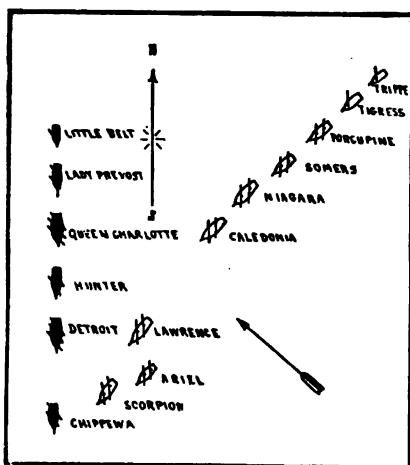 N
TRIPPE
TIGRESS
PORCUPINE
LITTLE BELT
SOMERS
LADY PREVOST
NIAGARA
S
QUEEN CHARLOTTE
CALEDONIA
HUNTER
DETROIT
LAWRENCE
ARIEL
SCORPION
CHIPPEWA